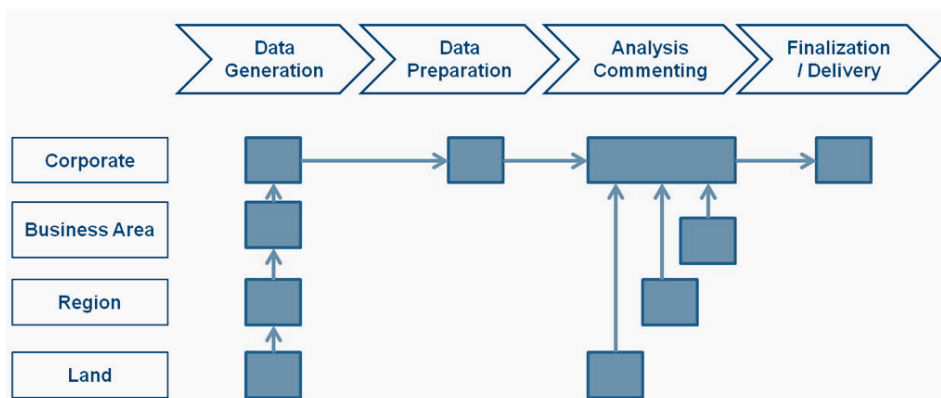 Data
Generation
Data
Preparation
Analysis
Commenting
Finalization
/ Delivery
Corporate
Business Area
Region
Land